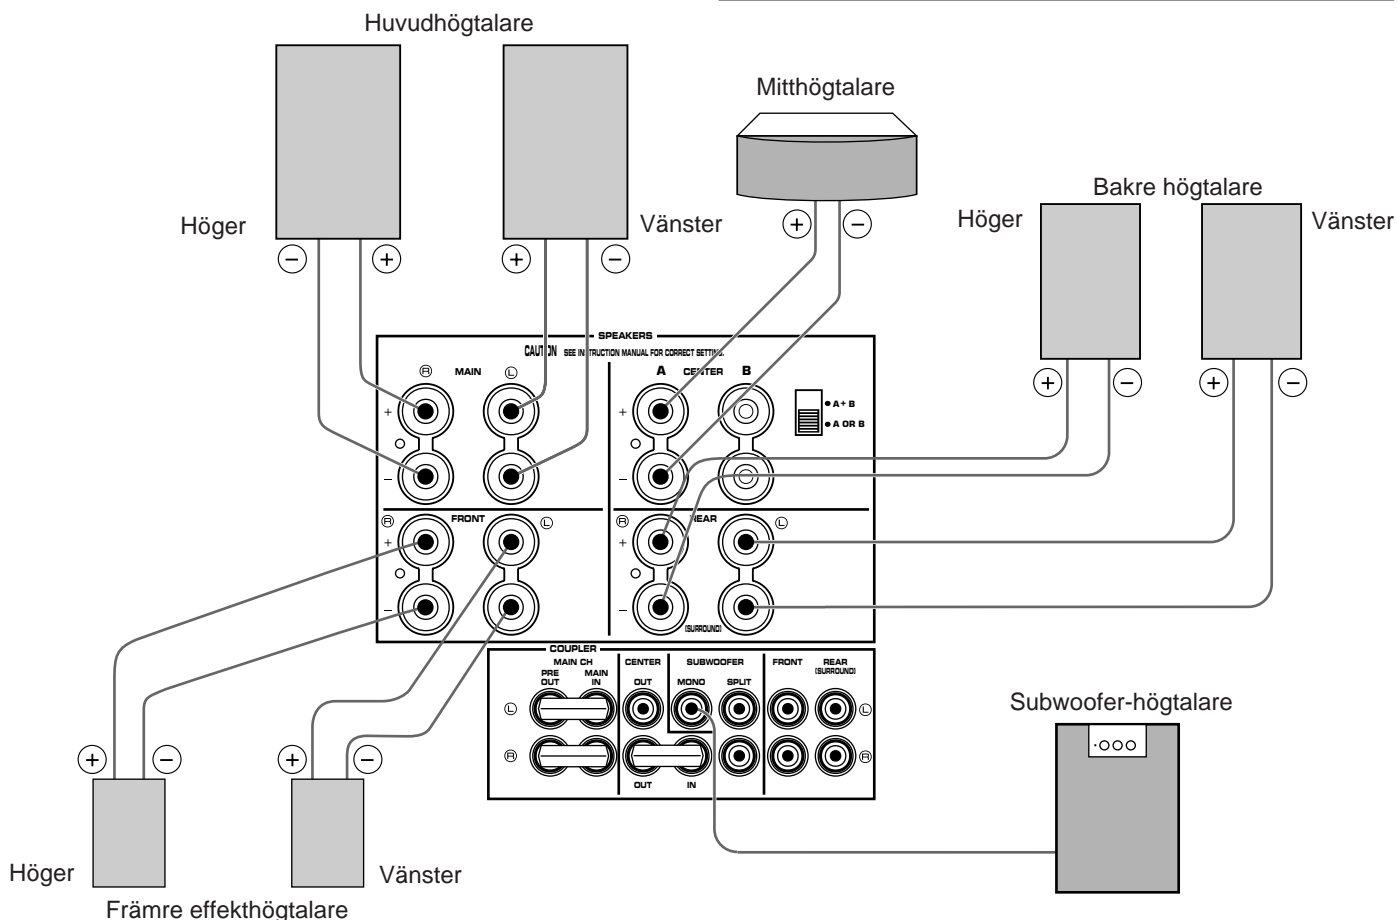 Huvudhögtalare
Mitthögtalare
Bakre högtalare
Höger
Vänster
Höger
Vänster
− + + −
+ −
+ − + −
SPEAKERS
CAUTION SEE INSTRUCTION MANUAL FOR CORRECT SETTING.
R MAIN L
A CENTER B
A + B
A OR B
+ +
− −
R FRONT L
R REAR L
+ +
− −
(SURROUND)
COUPLER
MAIN CH CENTER SUBWOOFER FRONT REAR
(SURROUND)
PRE OUT MAIN IN OUT MONO SPLIT
L L
R R
OUT IN
Subwoofer-högtalare
+ − + −
Höger
Vänster
Främre effekthögtalare